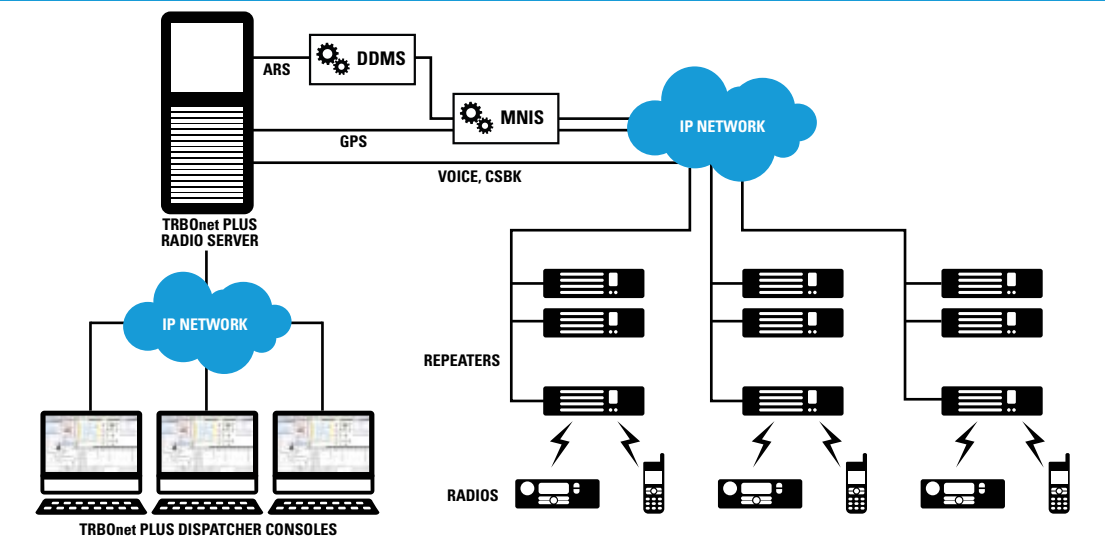 ARS
DDMS
MNIS
GPS
IP NETWORK
VOICE, CSBK
TRBOnet PLUS
RADIO SERVER
IP NETWORK
REPEATERS
RADIOS
TRBOnet PLUS DISPATCHER CONSOLES